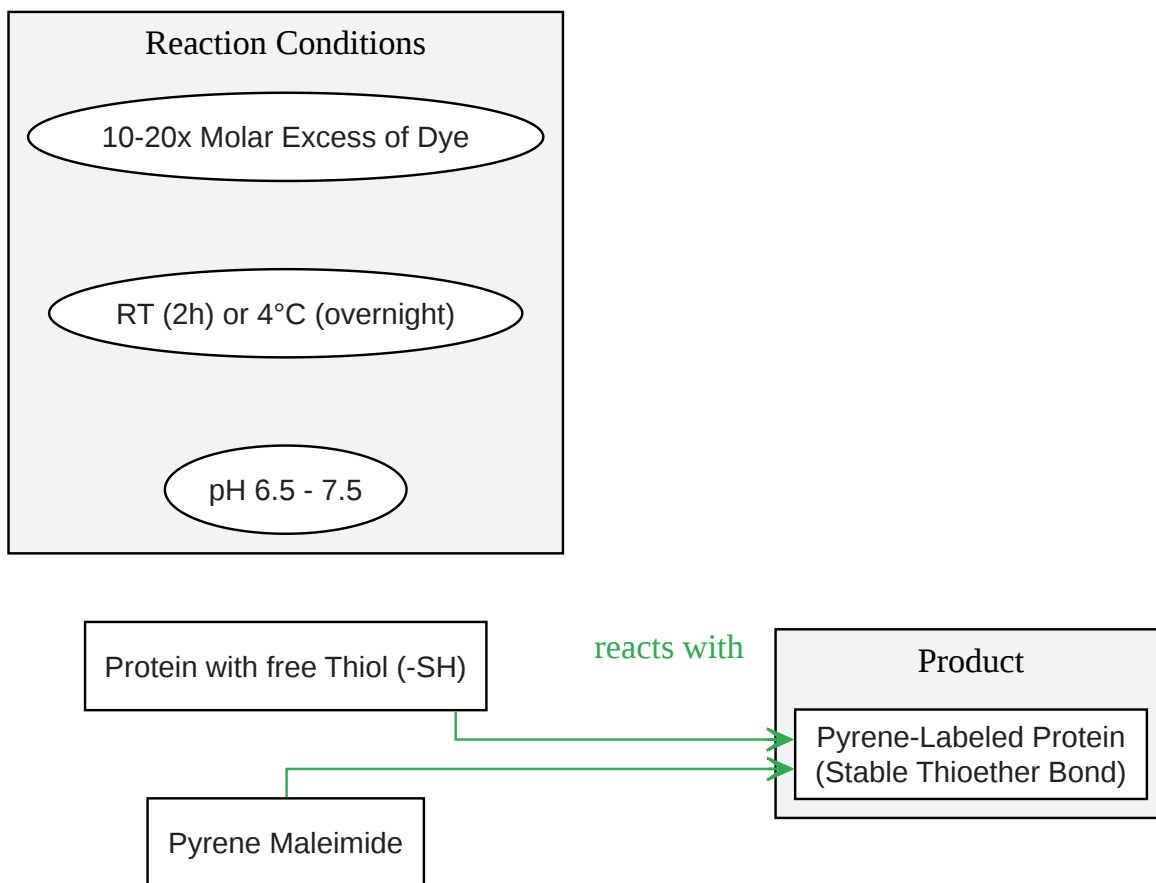 Reaction Conditions
10-20x Molar Excess of Dye
RT (2h) or 4°C (overnight)
pH 6.5 - 7.5
Protein with free Thiol (-SH)
reacts with
Product
Pyrene-Labeled Protein
(Stable Thioether Bond)
Pyrene Maleimide